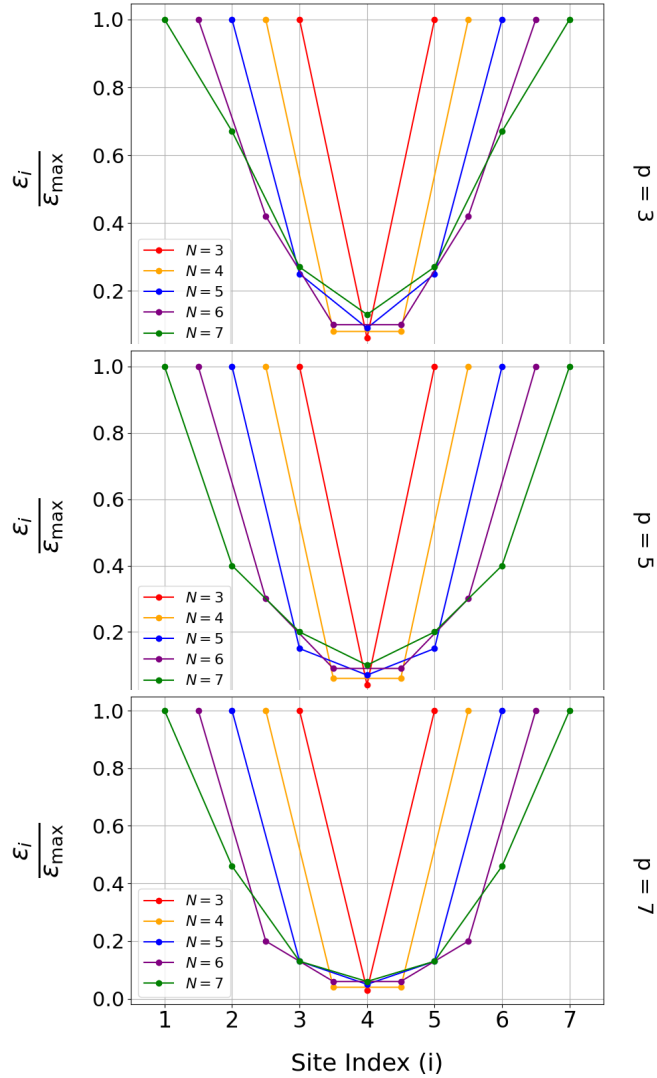 1.0
0.8
0.6
0.4
0.2
εᵢ
εmax
N = 3
N = 4
N = 5
N = 6
N = 7
p = 3
1.0
0.8
0.6
0.4
0.2
εᵢ
εmax
N = 3
N = 4
N = 5
N = 6
N = 7
p = 5
1.0
0.8
0.6
0.4
0.2
0.0
εᵢ
εmax
N = 3
N = 4
N = 5
N = 6
N = 7
p = 7
1 2 3 4 5 6 7
Site Index (i)